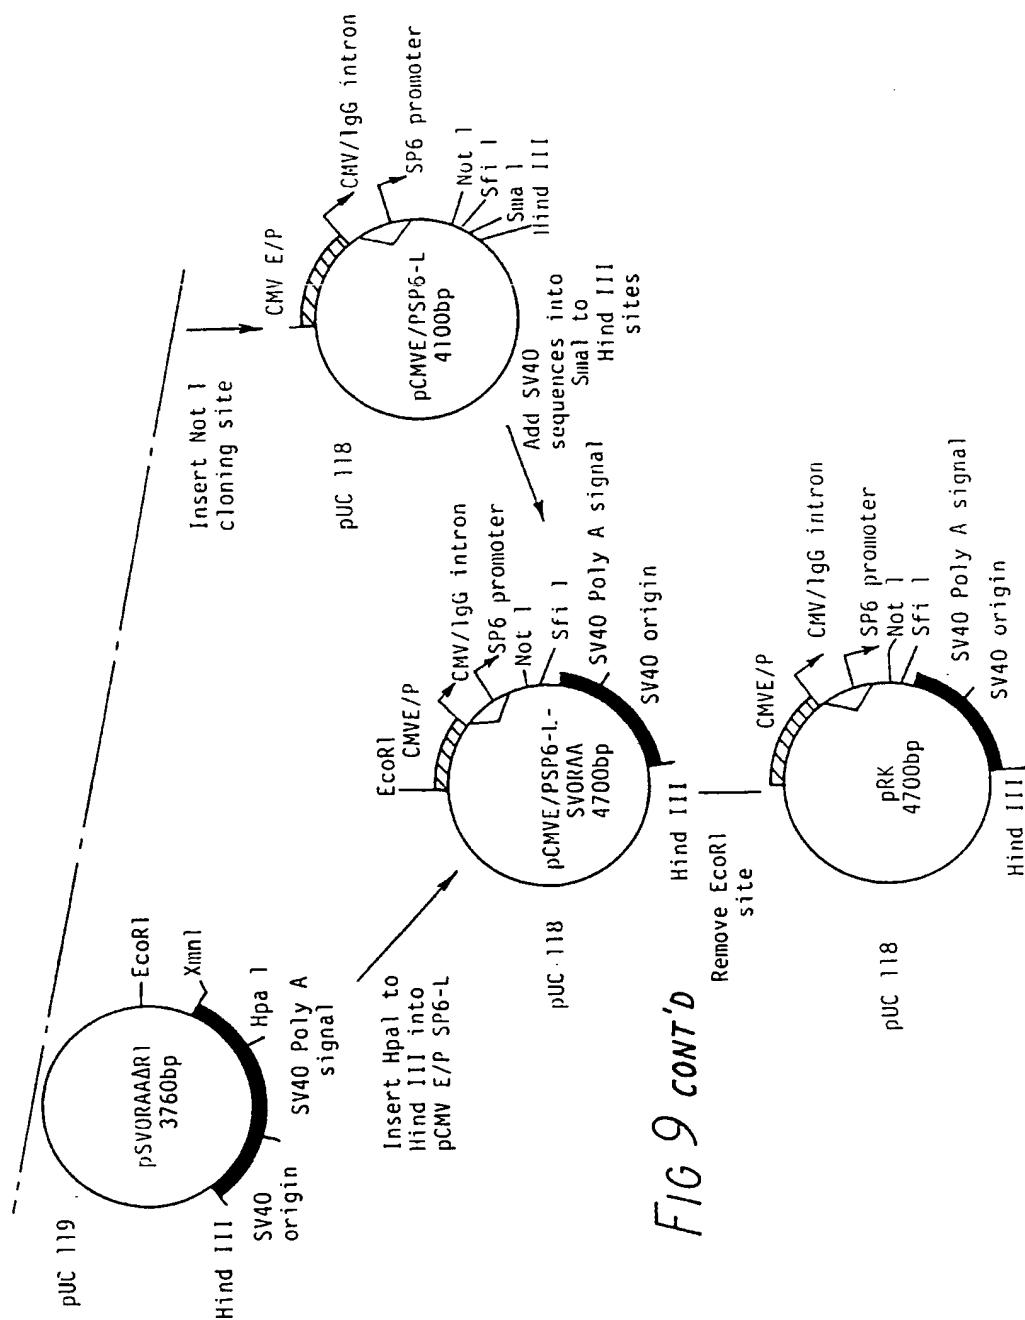 pUC 119
pSVORAAΔR1
3760bp
EcoR1
Xmn1
Hpa 1
SV40 Poly A
signal
SV40
origin
Hind III
Insert Not 1
cloning site
CMV E/P
CMV/1gG intron
SP6 promoter
Not 1
Sfi 1
Sma 1
Hind III
pCMVE/PSP6-L
4100bp
pUC 118
Insert Hpa1 to
Hind III into
pCMV E/P SP6-L
Add SV40
sequences into
Sma1 to
Hind III
sites
EcoR1
CMVE/P
CMV/1gG intron
SP6 promoter
Not 1
Sfi 1
SV40 Poly A signal
SV40 origin
Hind III
pCMVE/PSP6-L-
SVORAA
4700bp
pUC 118
Remove EcoR1
site
CMVE/P
CMV/1gG intron
SP6 promoter
Not 1
Sfi 1
SV40 Poly A signal
SV40 origin
Hind III
pRK
4700bp
pUC 118
FIG 9 CONT'D